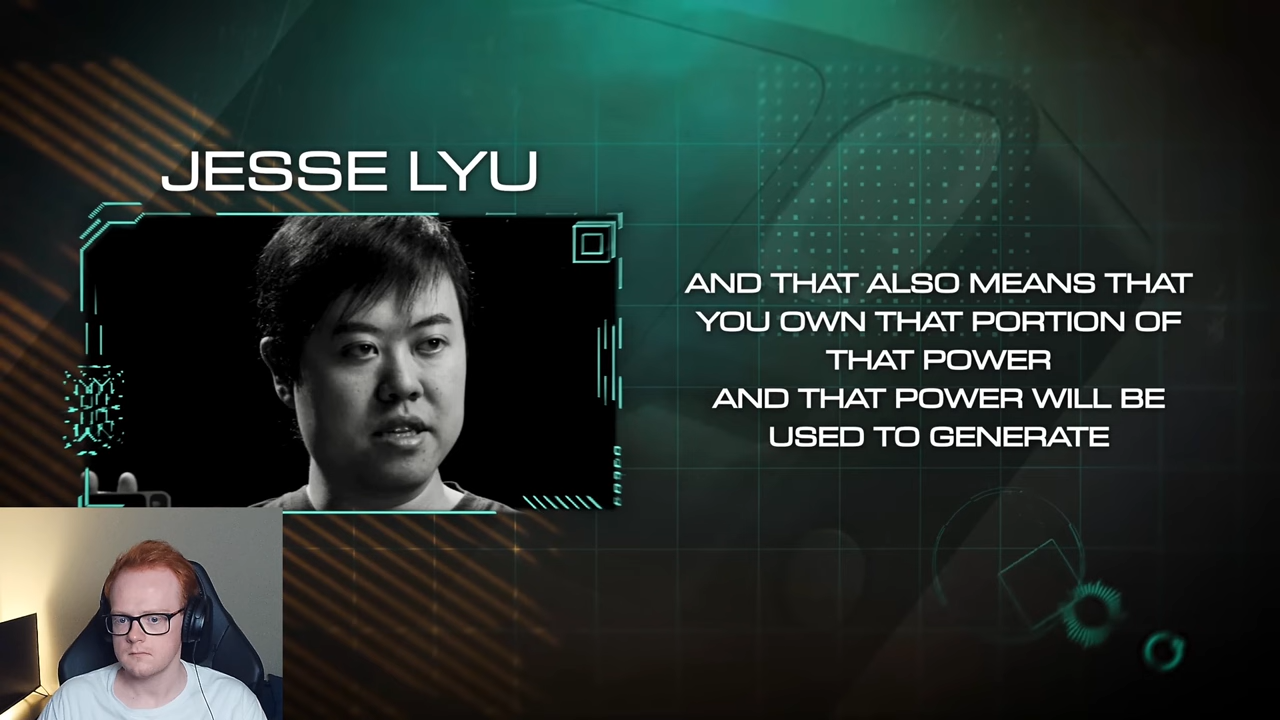 JESSE LYU
AND THAT ALSO MEANS THAT
YOU OWN THAT PORTION OF
THAT POWER
AND THAT POWER WILL BE
USED TO GENERATE